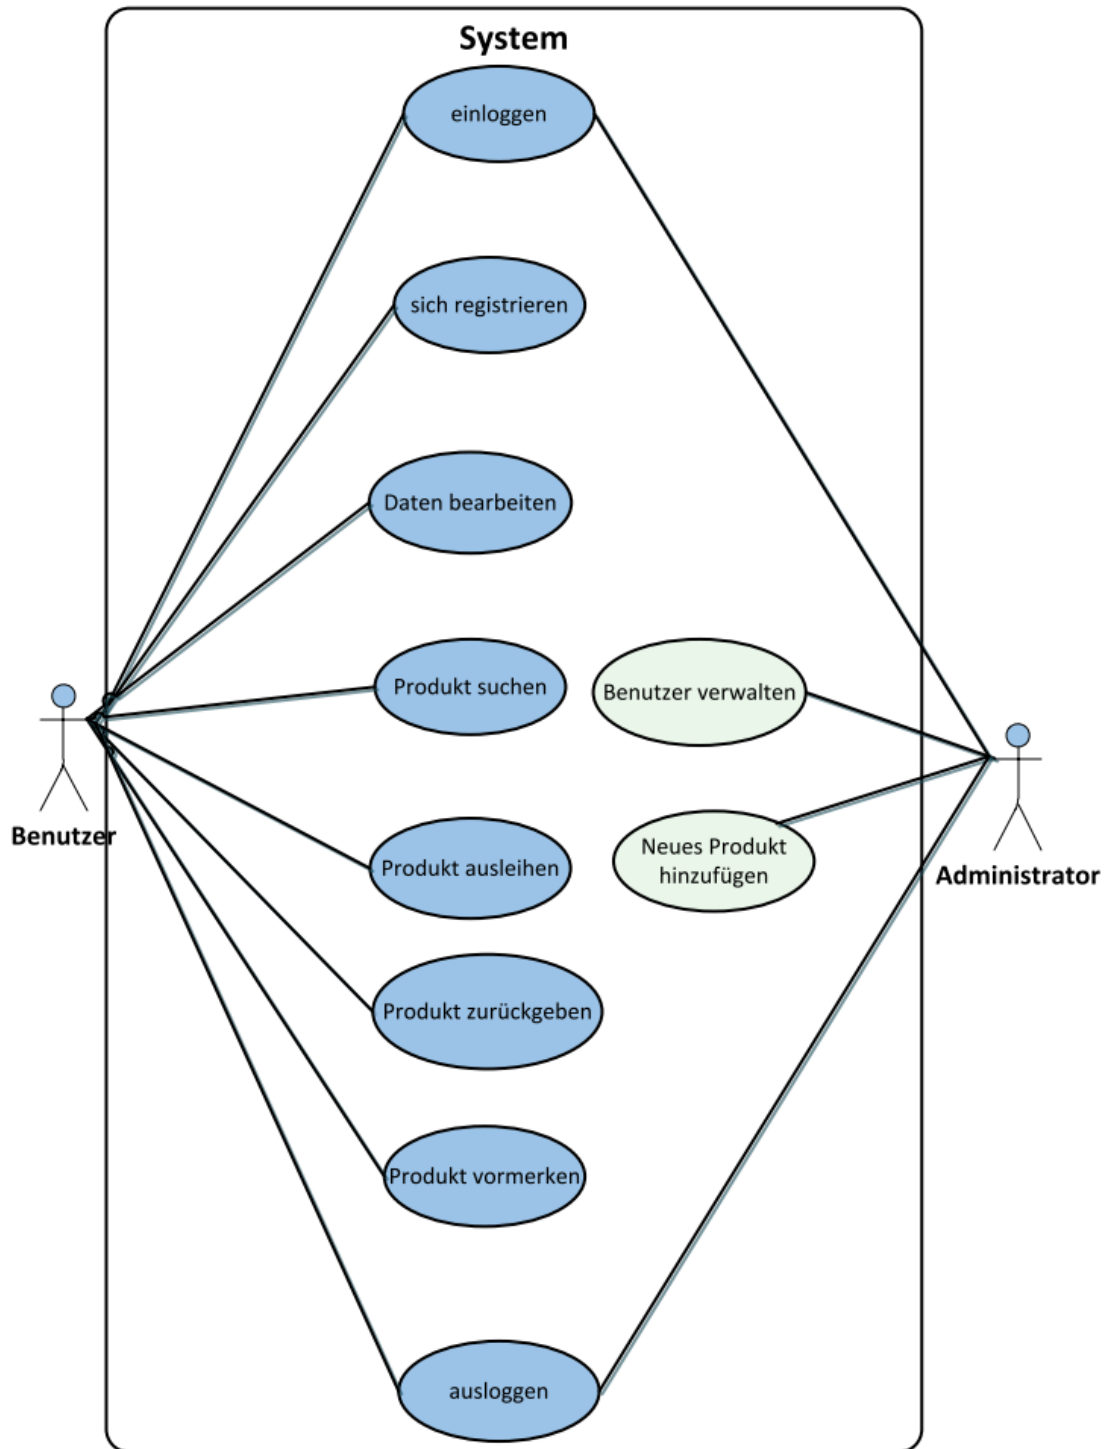 System
einloggen
sich registrieren
Daten bearbeiten
Produkt suchen
Benutzer verwalten
Benutzer
Produkt ausleihen
Neues Produkt
hinzufügen
Administrator
Produkt zurückgeben
Produkt vormerken
ausloggen